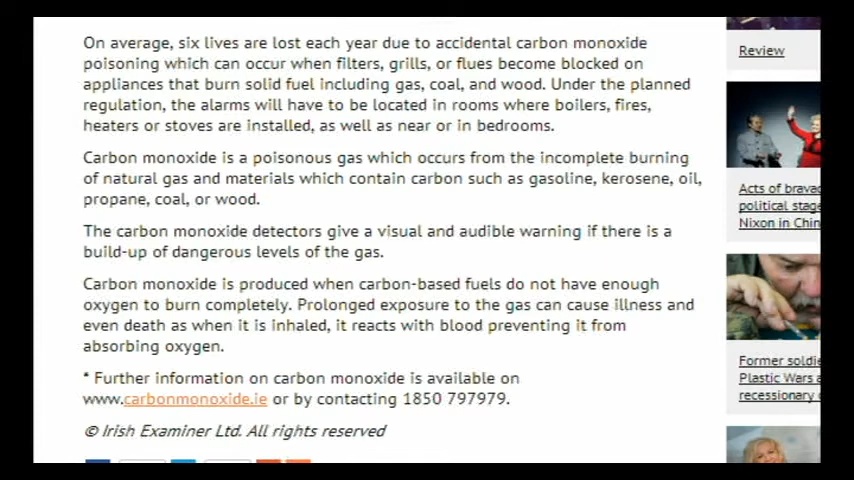 On average, six lives are lost each year due to accidental carbon monoxide
poisoning which can occur when filters, grills, or flues become blocked on
appliances that burn solid fuel including gas, coal, and wood. Under the planned
regulation, the alarms will have to be located in rooms where boilers, fires,
heaters or stoves are installed, as well as near or in bedrooms.
Carbon monoxide is a poisonous gas which occurs from the incomplete burning
of natural gas and materials which contain carbon such as gasoline, kerosene, oil,
propane, coal, or wood.
The carbon monoxide detectors give a visual and audible warning if there is a
build-up of dangerous levels of the gas.
Carbon monoxide is produced when carbon-based fuels do not have enough
oxygen to burn completely. Prolonged exposure to the gas can cause illness and
even death as when it is inhaled, it reacts with blood preventing it from
absorbing oxygen.
* Further information on carbon monoxide is available on
www.carbonmonoxide.ie or by contacting 1850 797979.
© Irish Examiner Ltd. All rights reserved
Review
Acts of brava
political stage
Nixon in Chin
Former soldie
Plastic Wars a
recessionary